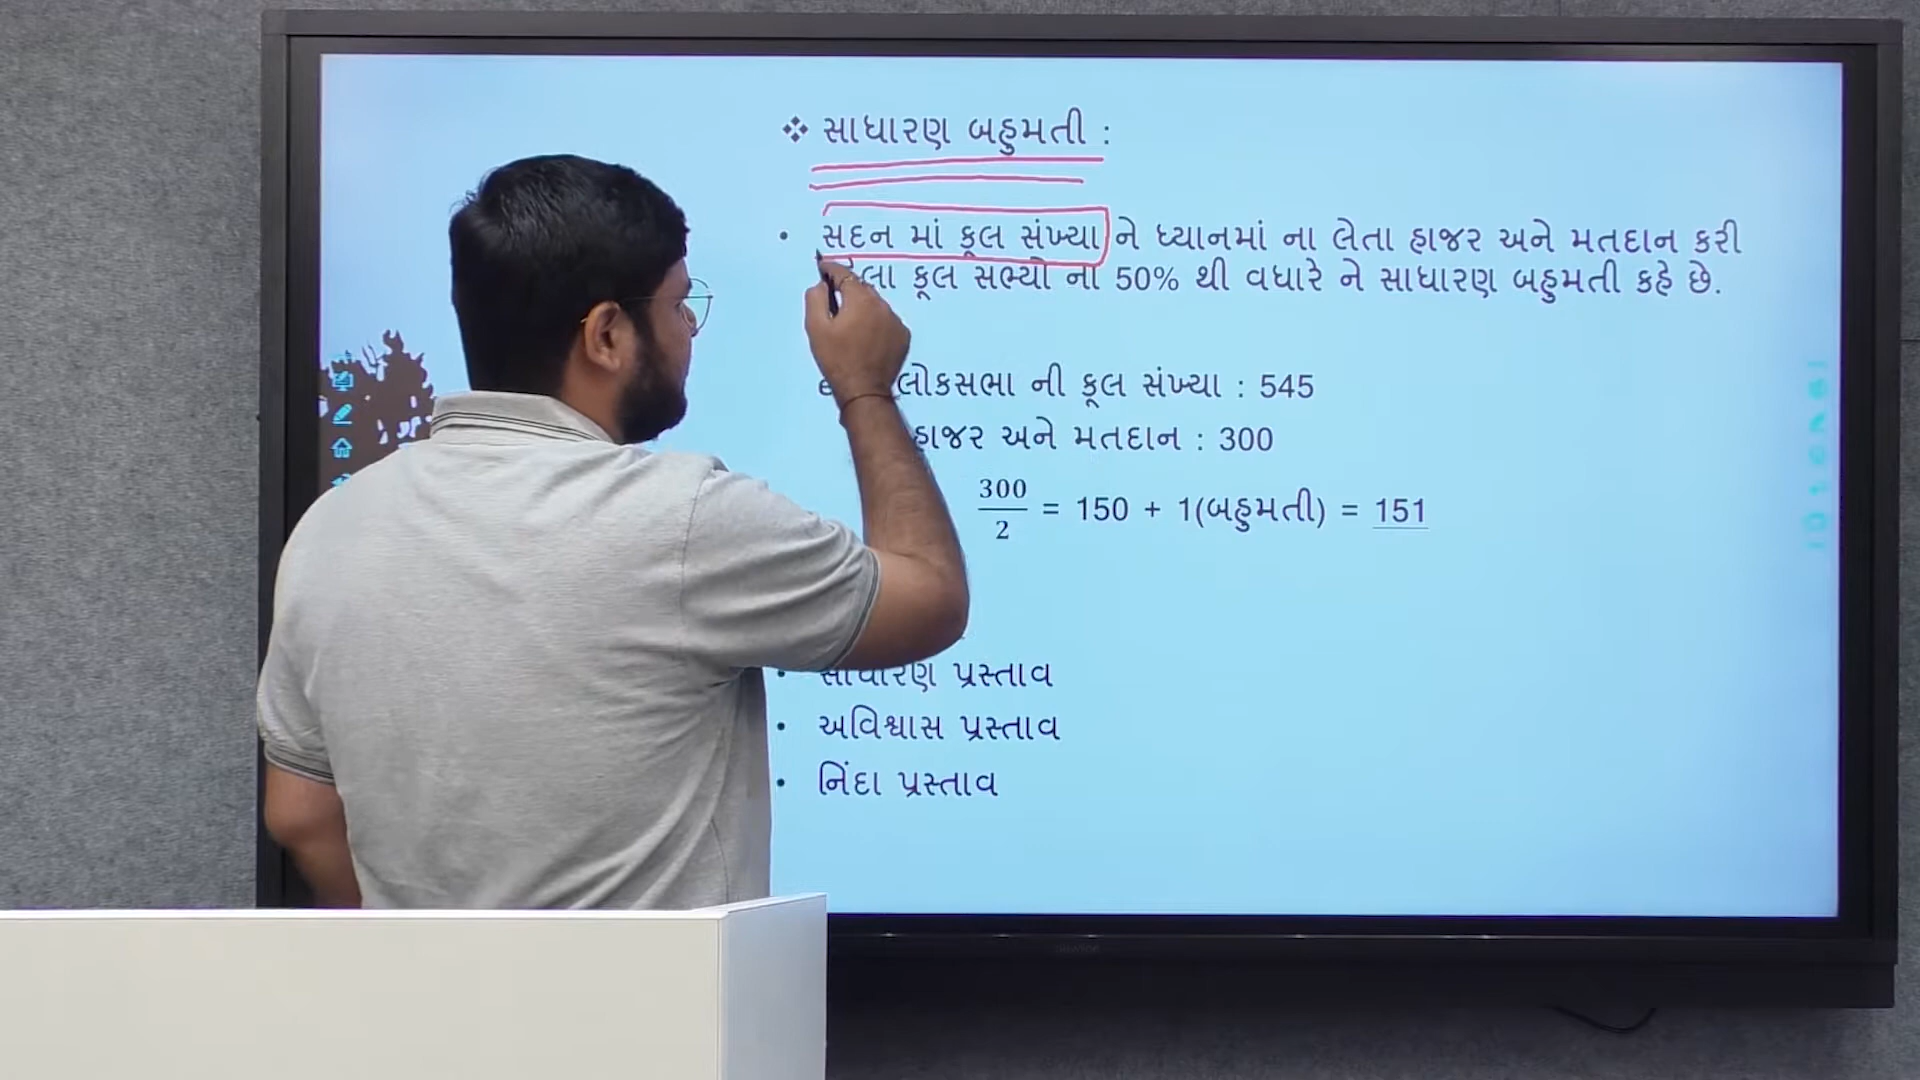 ❖ સાધારણ બહુમતી :
• સદન માં કૂલ સંખ્યા ને ધ્યાનમાં ના લેતા હાજર અને મતદાન કરી
કૂલ સભ્યો ના 50% થી વધારે ને સાધારણ બહુમતી કહે છે.
લોકસભા ની કૂલ સંખ્યા : 545
હાજર અને મતદાન : 300
300/2 = 150 + 1(બહુમતી) = 151
• સાધારણ પ્રસ્તાવ
• અવિશ્વાસ પ્રસ્તાવ
• નિંદા પ્રસ્તાવ